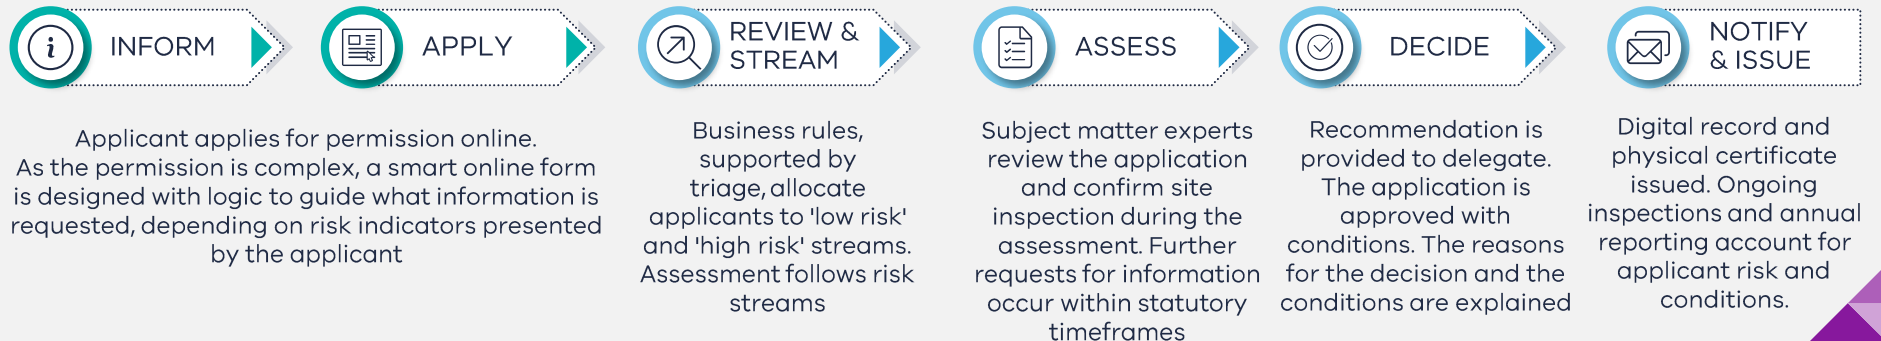 INFORM
APPLY
Applicant applies for permission online.
As the permission is complex, a smart online form
is designed with logic to guide what information is
requested, depending on risk indicators presented
by the applicant
REVIEW &
STREAM
Business rules,
supported by
triage, allocate
applicants to 'low risk'
and 'high risk' streams.
Assessment follows risk
streams
ASSESS
Subject matter experts
review the application
and confirm site
inspection during the
assessment. Further
requests for information
occur within statutory
timeframes
DECIDE
Recommendation is
provided to delegate.
The application is
approved with
conditions. The reasons
for the decision and the
conditions are explained
NOTIFY
& ISSUE
Digital record and
physical certificate
issued. Ongoing
inspections and annual
reporting account for
applicant risk and
conditions.